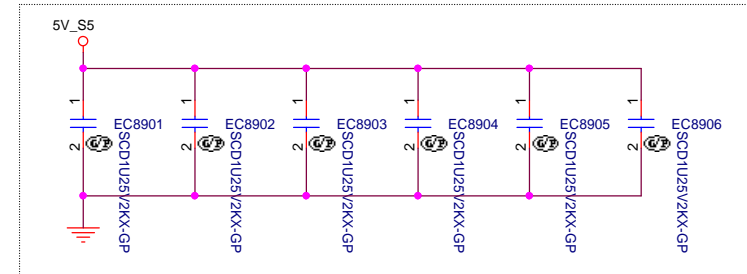 5V_S5
1 1 1 1 1 1
EC8901 EC8902 EC8903 EC8904 EC8905 EC8906
2 G/P 2 G/P 2 G/P 2 G/P 2 G/P 2 G/P
SCD1U25V2KX-GP SCD1U25V2KX-GP SCD1U25V2KX-GP SCD1U25V2KX-GP SCD1U25V2KX-GP SCD1U25V2KX-GP